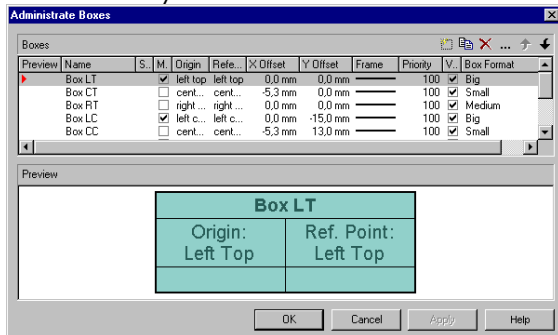 Administrate Boxes
Boxes
Preview Name S.. M. Origin Refe... X Offset Y Offset Frame Priority V.. Box Format
Box LT left top left top 0,0 mm 0,0 mm 100 Big
Box CT cent... cent... -5,3 mm 0,0 mm 100 Small
Box RT right ... right ... 0,0 mm 0,0 mm 100 Medium
Box LC left c... left c... 0,0 mm -15,0 mm 100 Big
Box CC cent... cent... -5,3 mm 13,0 mm 100 Small
Preview
Box LT
Origin: Ref. Point:
Left Top Left Top
OK Cancel Apply Help